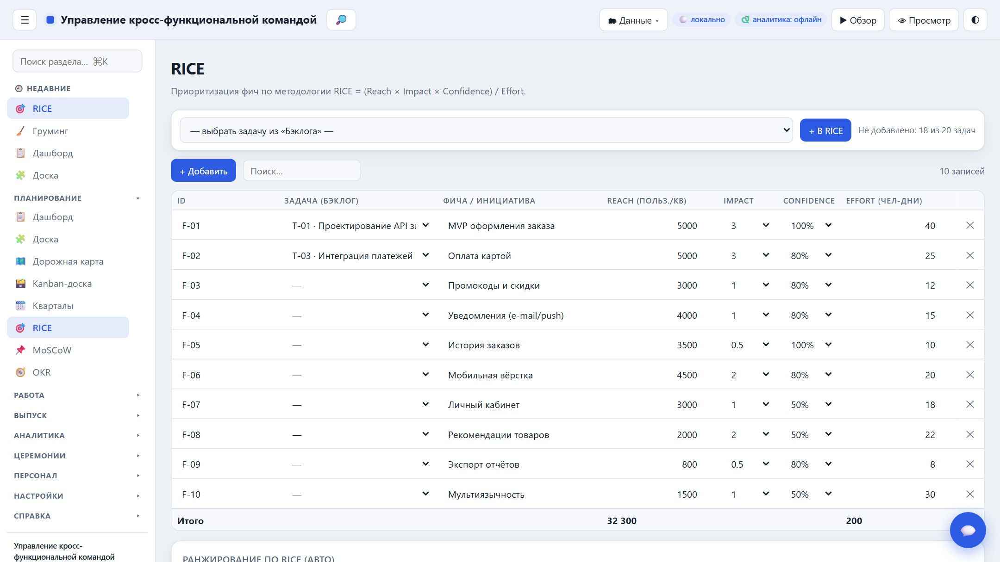 ☰ Управление кросс-функциональной командой
Данные
локально
аналитика: офлайн
▶ Обзор
Просмотр
Поиск раздела... ⌘K
НЕДАВНИЕ
RICE
Груминг
Дашборд
Доска
ПЛАНИРОВАНИЕ
Дашборд
Доска
Дорожная карта
Kanban-доска
Кварталы
RICE
MoSCoW
OKR
РАБОТА
ВЫПУСК
АНАЛИТИКА
ЦЕРЕМОНИИ
ПЕРСОНАЛ
НАСТРОЙКИ
СПРАВКА
Управление кросс-
функциональной командой
RICE
Приоритизация фич по методологии RICE = (Reach × Impact × Confidence) / Effort.
— выбрать задачу из «Бэклога» —
+ В RICE
Не добавлено: 18 из 20 задач
+ Добавить
Поиск...
10 записей
ID ЗАДАЧА (БЭКЛОГ) ФИЧА / ИНИЦИАТИВА REACH (ПОЛЬЗ./КВ) IMPACT CONFIDENCE EFFORT (ЧЕЛ-ДНИ)
F-01 T-01 · Проектирование API за MVP оформления заказа 5000 3 100% 40
F-02 T-03 · Интеграция платежей Оплата картой 5000 3 80% 25
F-03 — Промокоды и скидки 3000 1 80% 12
F-04 — Уведомления (e-mail/push) 4000 1 80% 15
F-05 — История заказов 3500 0.5 100% 10
F-06 — Мобильная вёрстка 4500 2 80% 20
F-07 — Личный кабинет 3000 1 50% 18
F-08 — Рекомендации товаров 2000 2 50% 22
F-09 — Экспорт отчётов 800 0.5 80% 8
F-10 — Мультиязычность 1500 1 50% 30
Итого 32 300 200
РАНЖИРОВАНИЕ ПО RICE (АВТО)